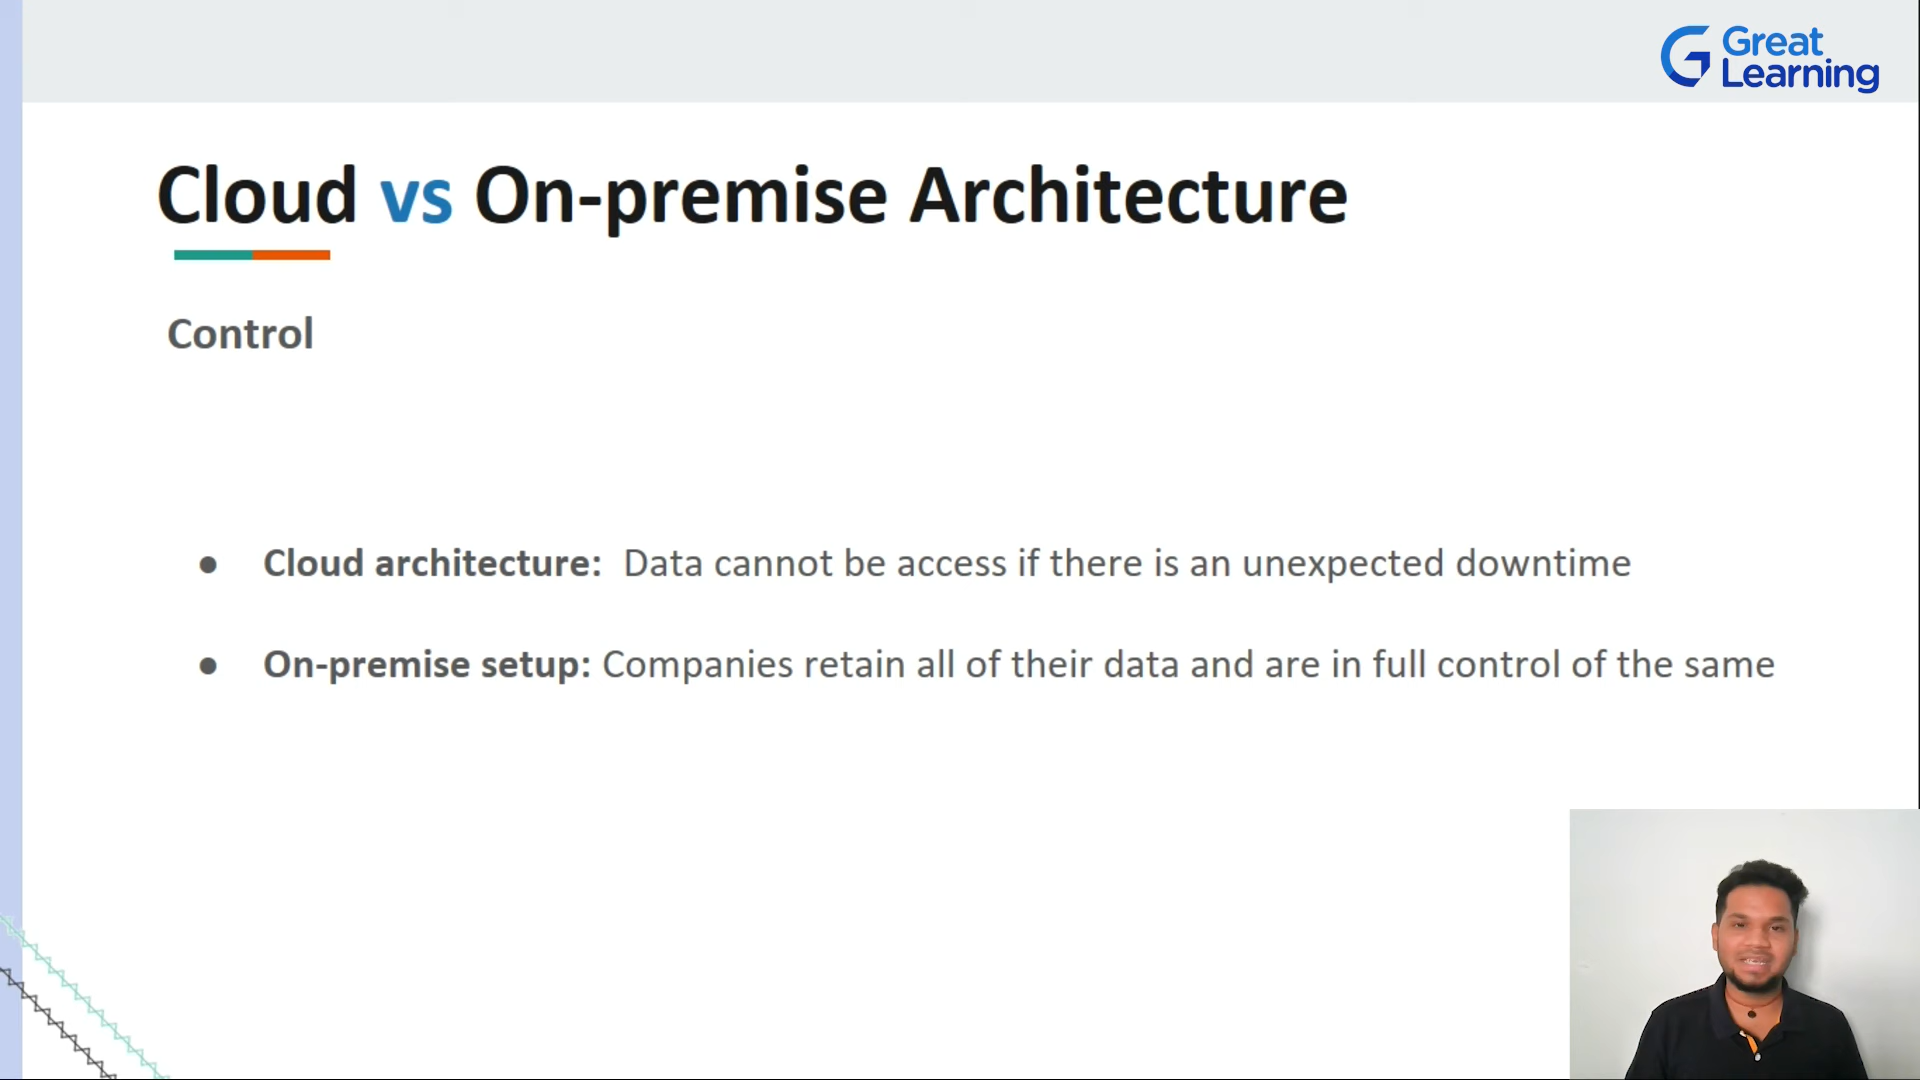 Great
Learning
Cloud vs On-premise Architecture
Control
● Cloud architecture: Data cannot be access if there is an unexpected downtime
● On-premise setup: Companies retain all of their data and are in full control of the same